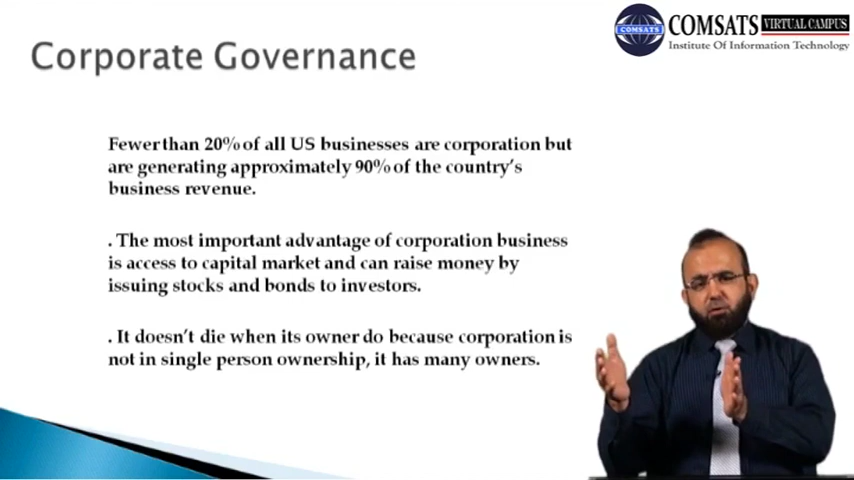 COMSATS VIRTUAL CAMPUS
COMSATS
Institute Of Information Technology
Corporate Governance
Fewer than 20% of all US businesses are corporation but
are generating approximately 90% of the country's
business revenue.
. The most important advantage of corporation business
is access to capital market and can raise money by
issuing stocks and bonds to investors.
. It doesn't die when its owner do because corporation is
not in single person ownership, it has many owners.